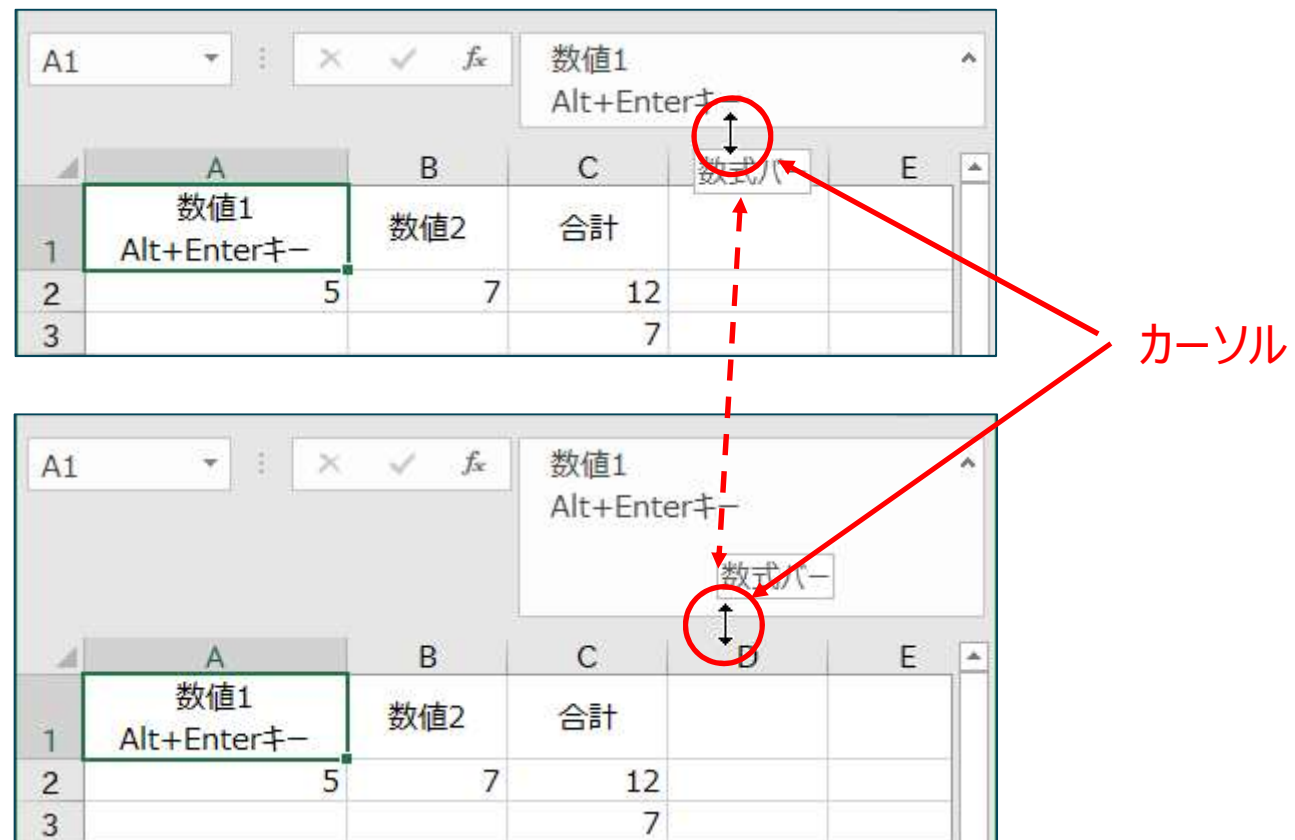 A1 fx 数値1
Alt+Enterキー
A B C 数式バー E
数値1
Alt+Enterキー
1 数値2 合計
2 5 7 12
3 7
カーソル
A1 fx 数値1
Alt+Enterキー
数式バー
A B C D E
数値1
Alt+Enterキー
1 数値2 合計
2 5 7 12
3 7